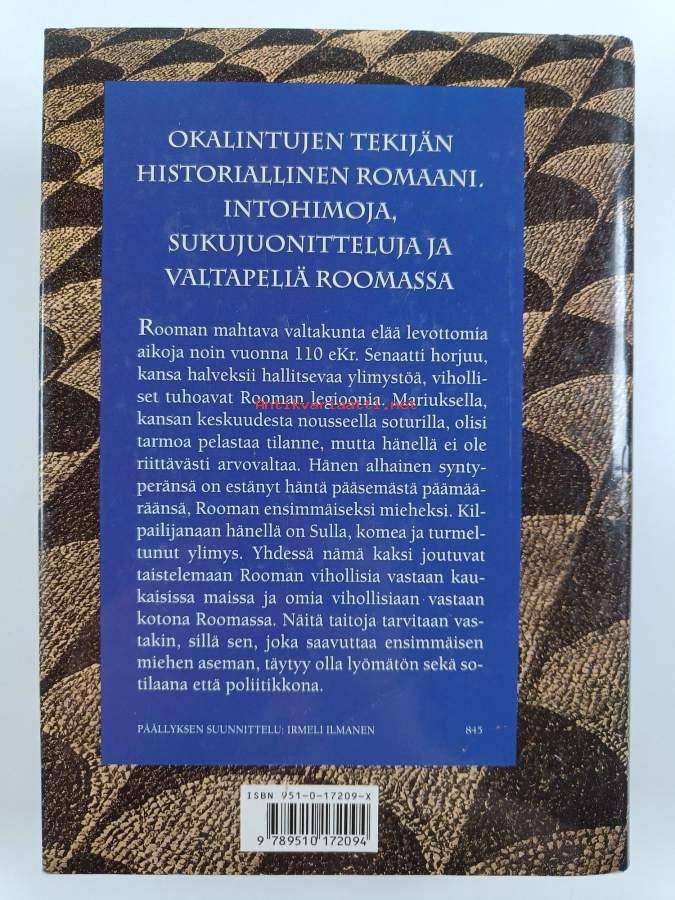 OKALINTUJEN TEKIJÄN
HISTORIALLINEN ROMAANI.
INTOHIMOJA,
SUKUJUONITTELUJA JA
VALTAPELIÄ ROOMASSA
Rooman mahtava valtakunta elää levottomia
aikoja noin vuonna 110 eKr. Senaatti horjuu,
kansa halveksii hallitsevaa ylimystöä, viholli-
set tuhoavat Rooman legioonia. Mariuksella,
Antikvariaatti.net
kansan keskuudesta nousseella soturilla, olisi
tarmoa pelastaa tilanne, mutta hänellä ei ole
riittävästi arvovaltaa. Hänen alhainen synty-
peränsä on estänyt häntä pääsemästä päämää-
räänsä, Rooman ensimmäiseksi mieheksi. Kil-
pailijanaan hänellä on Sulla, komea ja turmel-
tunut ylimys. Yhdessä nämä kaksi joutuvat
taistelemaan Rooman vihollisia vastaan kau-
kaisissa maissa ja omia vihollisiaan vastaan
kotona Roomassa. Näitä taitoja tarvitaan vas-
takin, sillä sen, joka saavuttaa ensimmäisen
miehen aseman, täytyy olla lyömätön sekä so-
tilaana että poliitikkona.
PÄÄLLYKSEN SUUNNITTELU: IRMELI ILMANEN 845
ISBN 951-0-17209-X
9 789510 172094